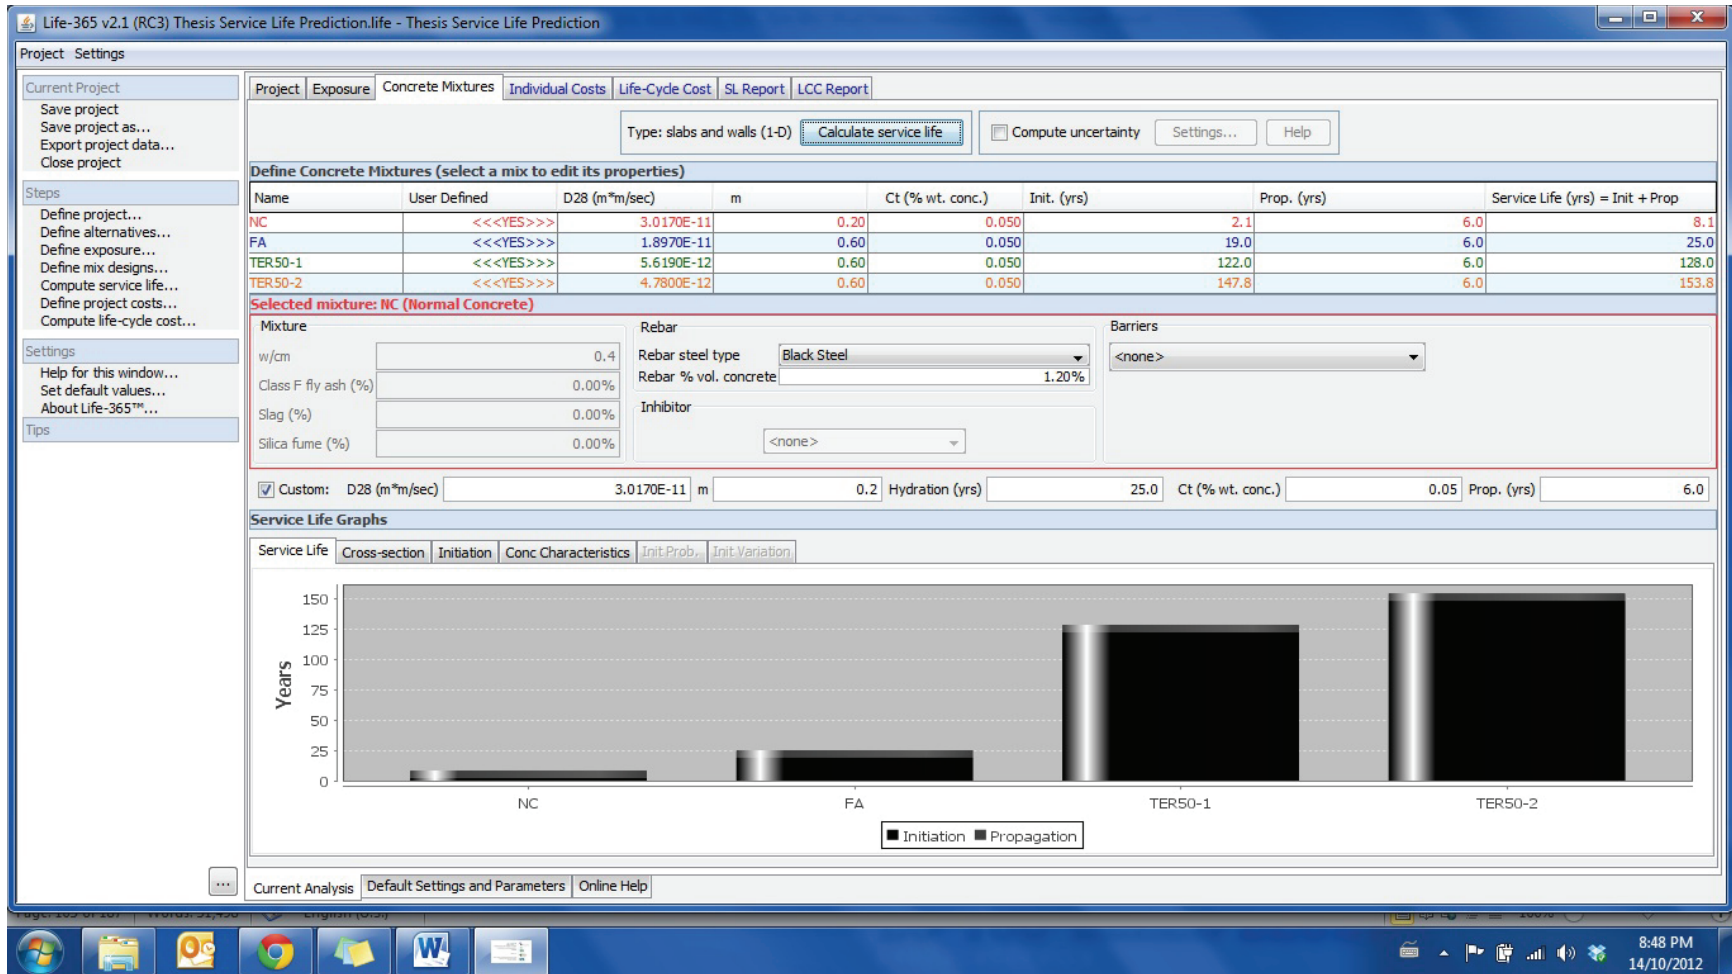 Life-365 v2.1 (RC3) Thesis Service Life Prediction.life - Thesis Service Life Prediction
Project Settings
Current Project
Save project
Save project as...
Export project data...
Close project
Steps
Define project...
Define alternatives...
Define exposure...
Define mix designs...
Compute service life...
Define project costs...
Compute life-cycle cost...
Settings
Help for this window...
Set default values...
About Life-365™...
Tips
...
Project Exposure Concrete Mixtures Individual Costs Life-Cycle Cost SL Report LCC Report
Type: slabs and walls (1-D) Calculate service life Compute uncertainty Settings... Help
Define Concrete Mixtures (select a mix to edit its properties)
Name User Defined D28 (m*m/sec) m Ct (% wt. conc.) Init. (yrs) Prop. (yrs) Service Life (yrs) = Init + Prop
NC <<<YES>>> 3.0170E-11 0.20 0.050 2.1 6.0 8.1
FA <<<YES>>> 1.8970E-11 0.60 0.050 19.0 6.0 25.0
TER50-1 <<<YES>>> 5.6190E-12 0.60 0.050 122.0 6.0 128.0
TER50-2 <<<YES>>> 4.7800E-12 0.60 0.050 147.8 6.0 153.8
Selected mixture: NC (Normal Concrete)
Mixture
w/cm 0.4
Class F fly ash (%) 0.00%
Slag (%) 0.00%
Silica fume (%) 0.00%
Rebar
Rebar steel type Black Steel
Rebar % vol. concrete 1.20%
Inhibitor
<none>
Barriers
<none>
Custom: D28 (m*m/sec) 3.0170E-11 m 0.2 Hydration (yrs) 25.0 Ct (% wt. conc.) 0.05 Prop. (yrs) 6.0
Service Life Graphs
Service Life Cross-section Initiation Conc Characteristics Init Prob. Init Variation
Years
150
125
100
75
50
25
0
NC FA TER50-1 TER50-2
Initiation Propagation
Current Analysis Default Settings and Parameters Online Help
8:48 PM
14/10/2012